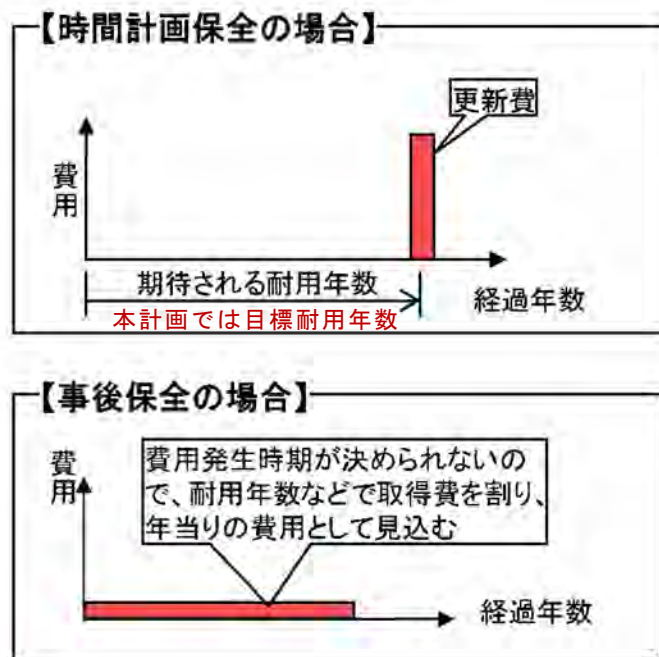 【時間計画保全の場合】
更新費
費用
期待される耐用年数
経過年数
本計画では目標耐用年数
【事後保全の場合】
費用
費用発生時期が決められないの
で、耐用年数などで取得費を割り、
年当りの費用として見込む
経過年数